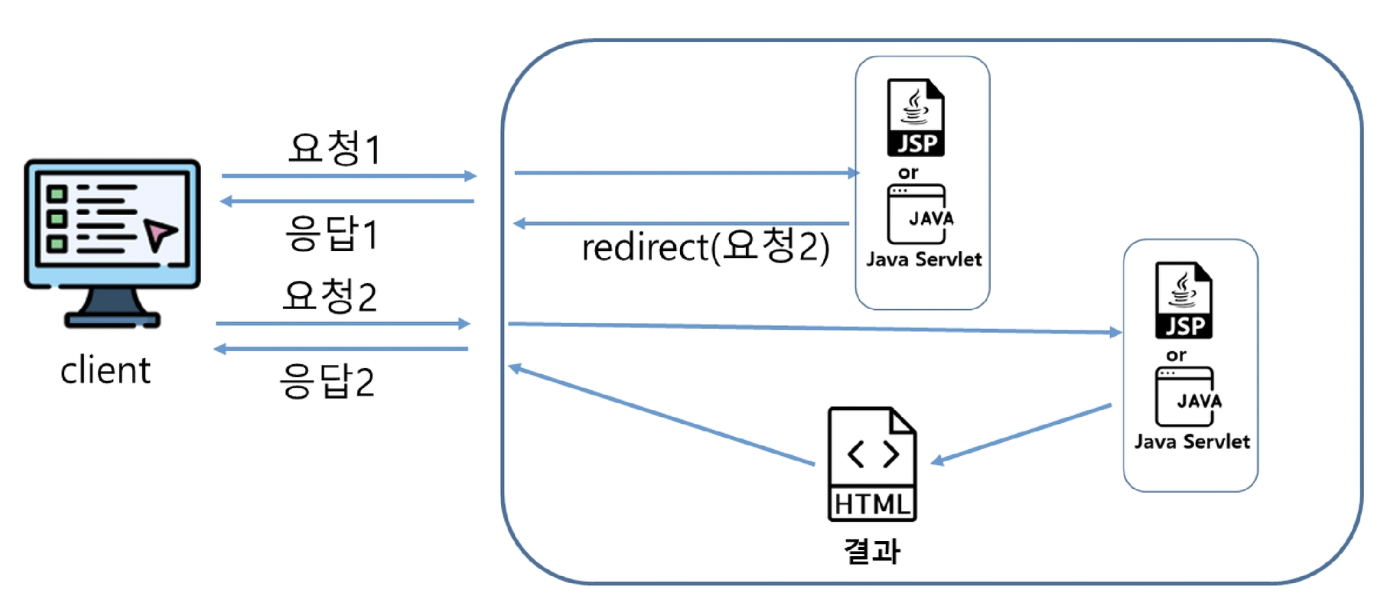 요청1
응답1
요청2
응답2
client
JSP
or
JAVA
Java Servlet
redirect(요청2)
JSP
or
JAVA
Java Servlet
HTML
결과